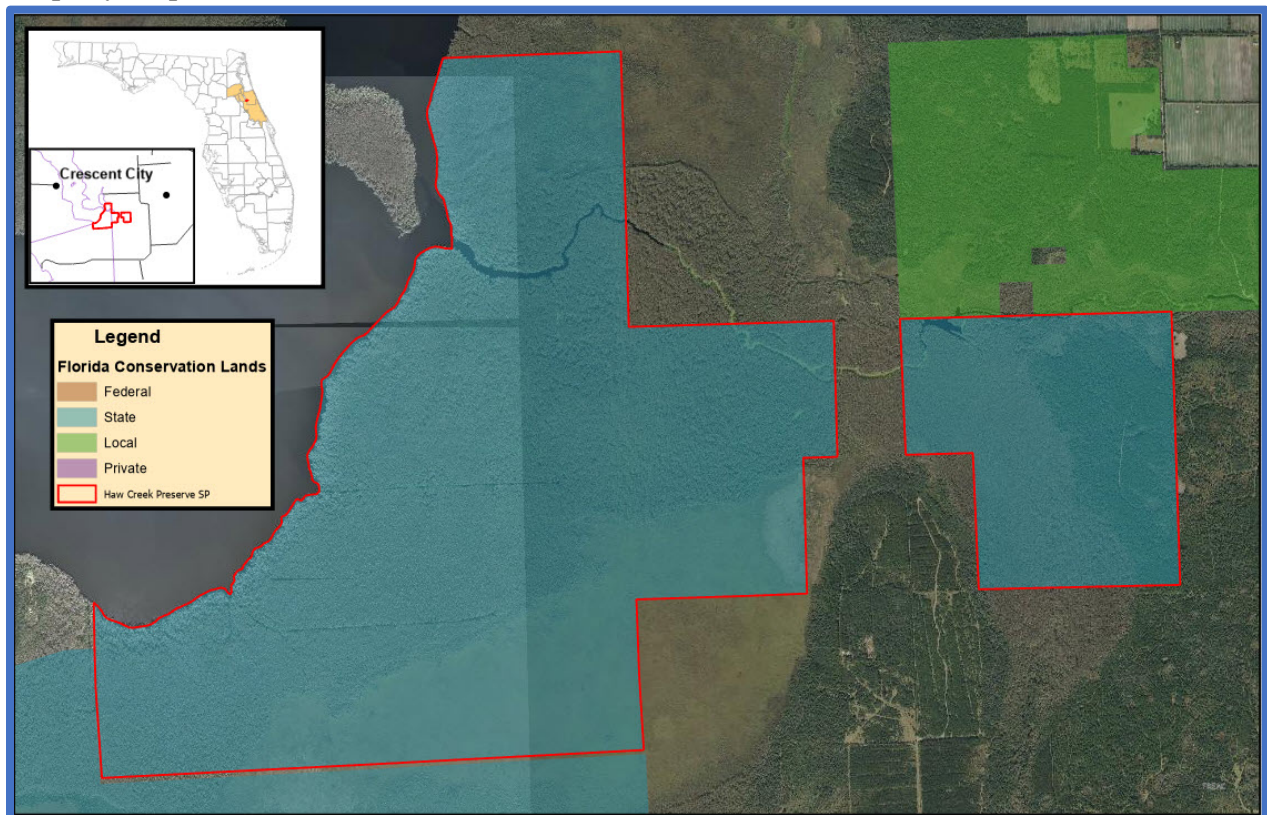 Crescent City
Legend
Florida Conservation Lands
Federal
State
Local
Private
Haw Creek Preserve SP